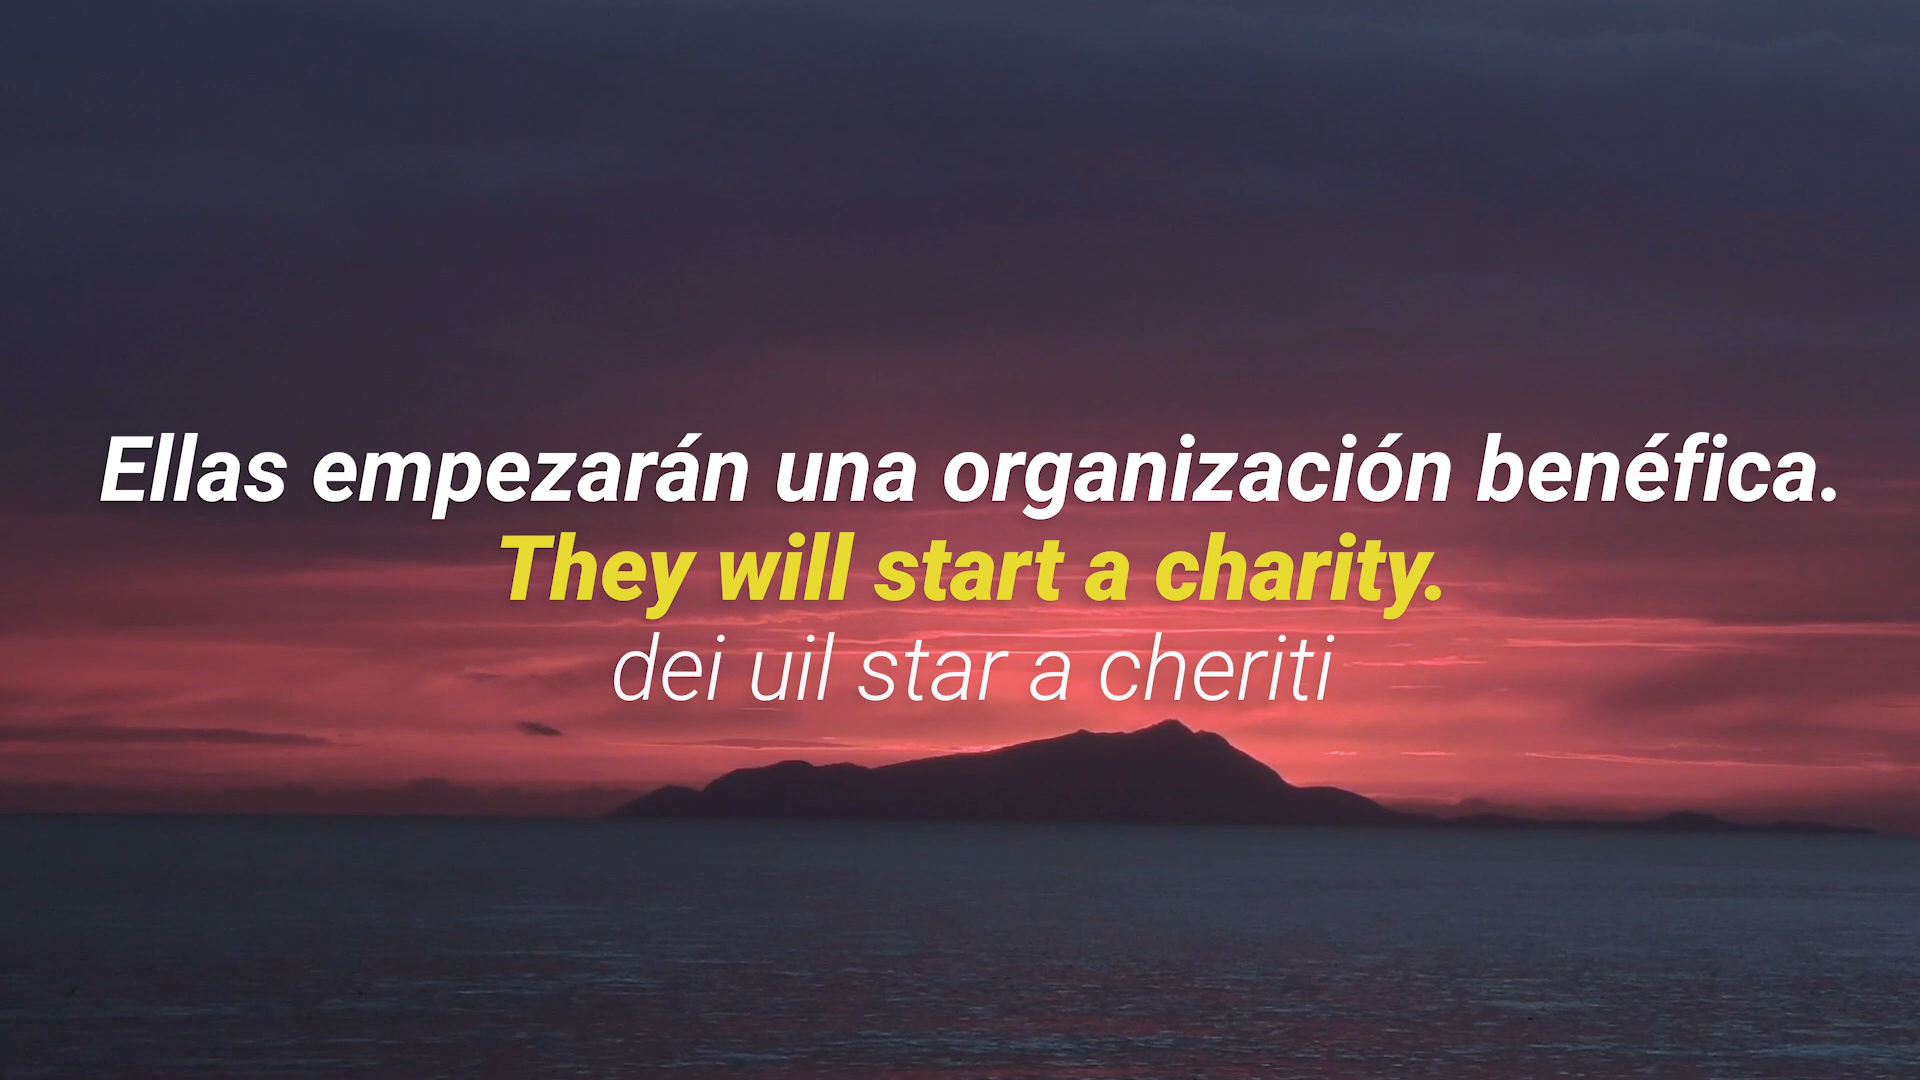 Ellas empezarán una organización benéfica.
They will start a charity.
dei uil star a cheriti